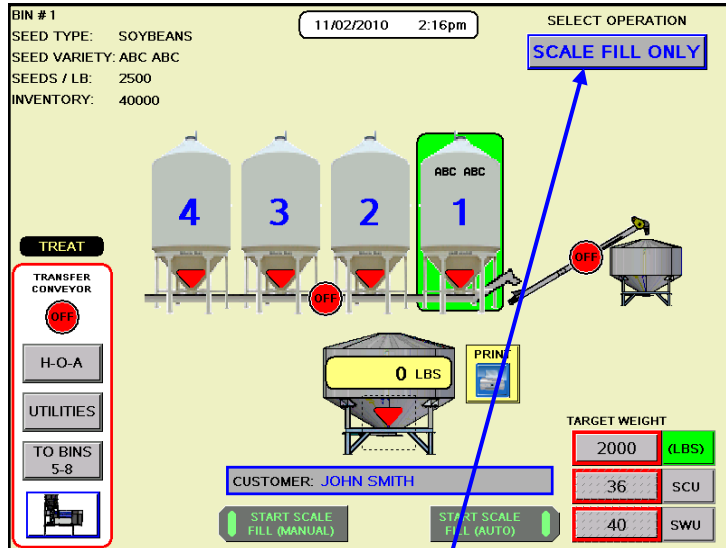 BIN # 1
SEED TYPE: SOYBEANS
SEED VARIETY: ABC ABC
SEEDS / LB: 2500
INVENTORY: 40000
11/02/2010 2:16pm
SELECT OPERATION
SCALE FILL ONLY
ABC ABC
4 3 2 1
TREAT
TRANSFER
CONVEYOR
OFF
H-O-A
UTILITIES
TO BINS
5-8
OFF
OFF
0 LBS
PRINT
CUSTOMER: JOHN SMITH
START SCALE
FILL (MANUAL)
START SCALE
FILL (AUTO)
TARGET WEIGHT
2000 (LBS)
36 SCU
40 SWU